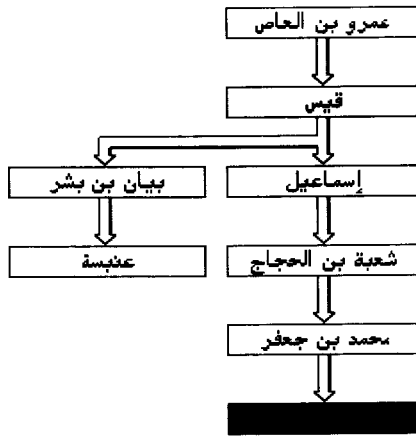 عمرو بن العاص
قيس
إسماعيل
بيان بن بشر
شعبة بن الحجاج
عنبسة
محمد بن جعفر